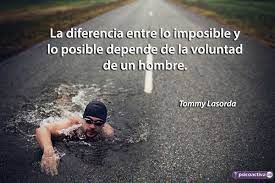 La diferencia entre lo imposible y
lo posible depende de la voluntad
de un hombre.
Tommy Lasorda
psicoactiva